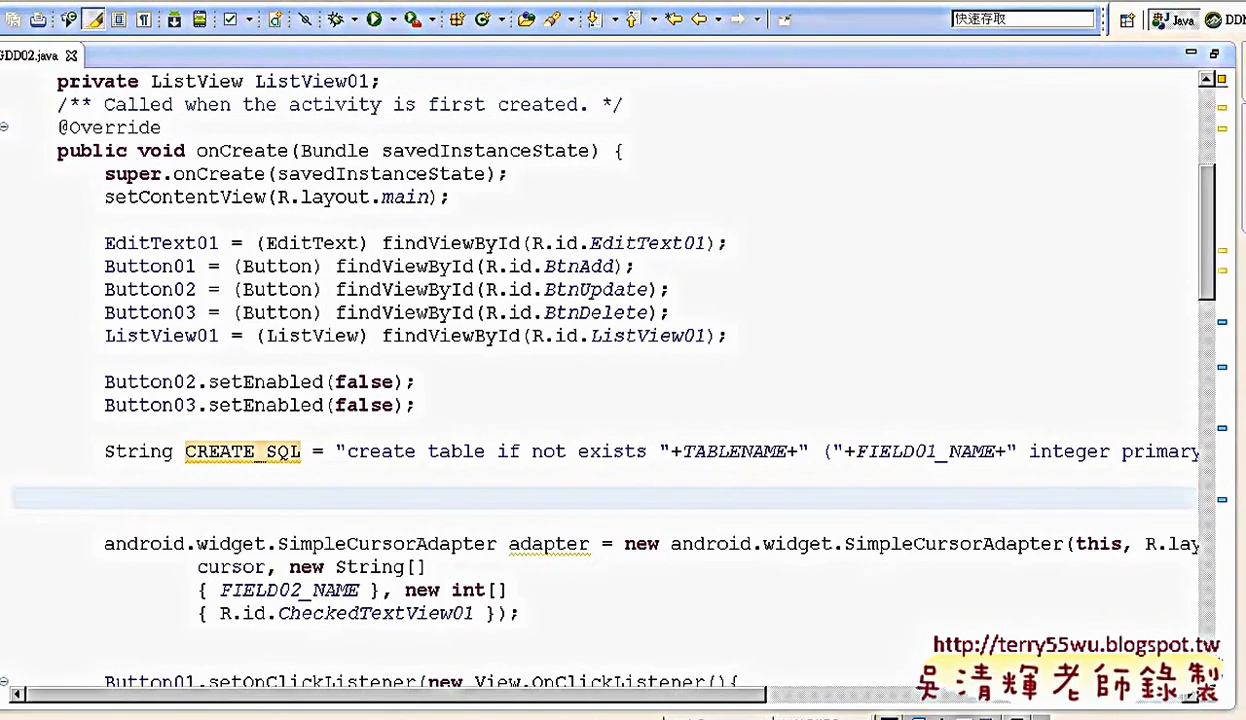 快速存取
Java
DD
GDD02.java
private ListView ListView01;
/** Called when the activity is first created. */
@Override
public void onCreate(Bundle savedInstanceState) {
super.onCreate(savedInstanceState);
setContentView(R.layout.main);
EditText01 = (EditText) findViewById(R.id.EditText01);
Button01 = (Button) findViewById(R.id.BtnAdd);
Button02 = (Button) findViewById(R.id.BtnUpdate);
Button03 = (Button) findViewById(R.id.BtnDelete);
ListView01 = (ListView) findViewById(R.id.ListView01);
Button02.setEnabled(false);
Button03.setEnabled(false);
String CREATE_SQL = "create table if not exists "+TABLENAME+" ("+FIELD01_NAME+" integer primary
android.widget.SimpleCursorAdapter adapter = new android.widget.SimpleCursorAdapter(this, R.lay
cursor, new String[]
{ FIELD02_NAME }, new int[]
{ R.id.CheckedTextView01 });
Button01.setOnClickListener(new View.OnClickListener(){
http://terry55wu.blogspot.tw
吳清輝老師錄製